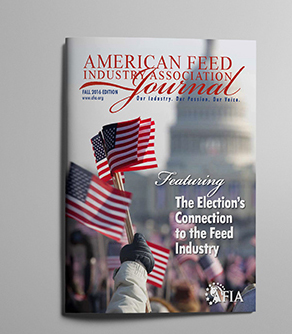 AMERICAN FEED
INDUSTRY ASSOCIATION
Journal
FALL 2016 EDITION
www.afia.org
Our Industry. Our Passion. Our Voice.
Featuring
The Election's
Connection
to the Feed
Industry
AFIA